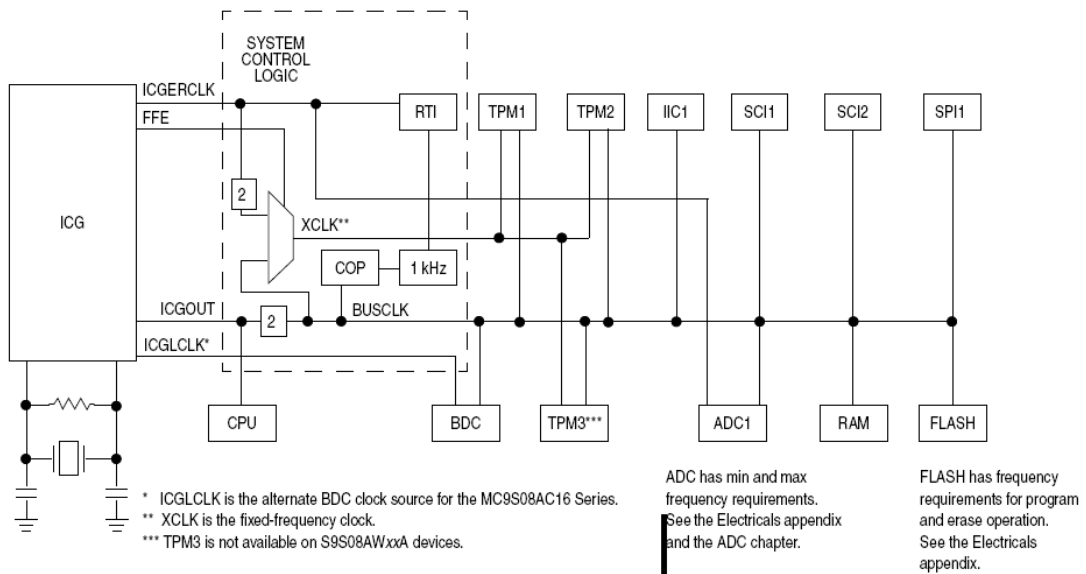 SYSTEM
CONTROL
LOGIC
ICGERCLK
FFE
RTI
TPM1
TPM2
IIC1
SCI1
SCI2
SPI1
2
ICG
XCLK**
COP
1 kHz
ICGOUT
2
BUSCLK
ICGLCLK*
CPU
BDC
TPM3***
ADC1
RAM
FLASH
* ICGLCLK is the alternate BDC clock source for the MC9S08AC16 Series.
** XCLK is the fixed-frequency clock.
*** TPM3 is not available on S9S08AWxxA devices.
ADC has min and max
frequency requirements.
See the Electricals appendix
and the ADC chapter.
FLASH has frequency
requirements for program
and erase operation.
See the Electricals
appendix.